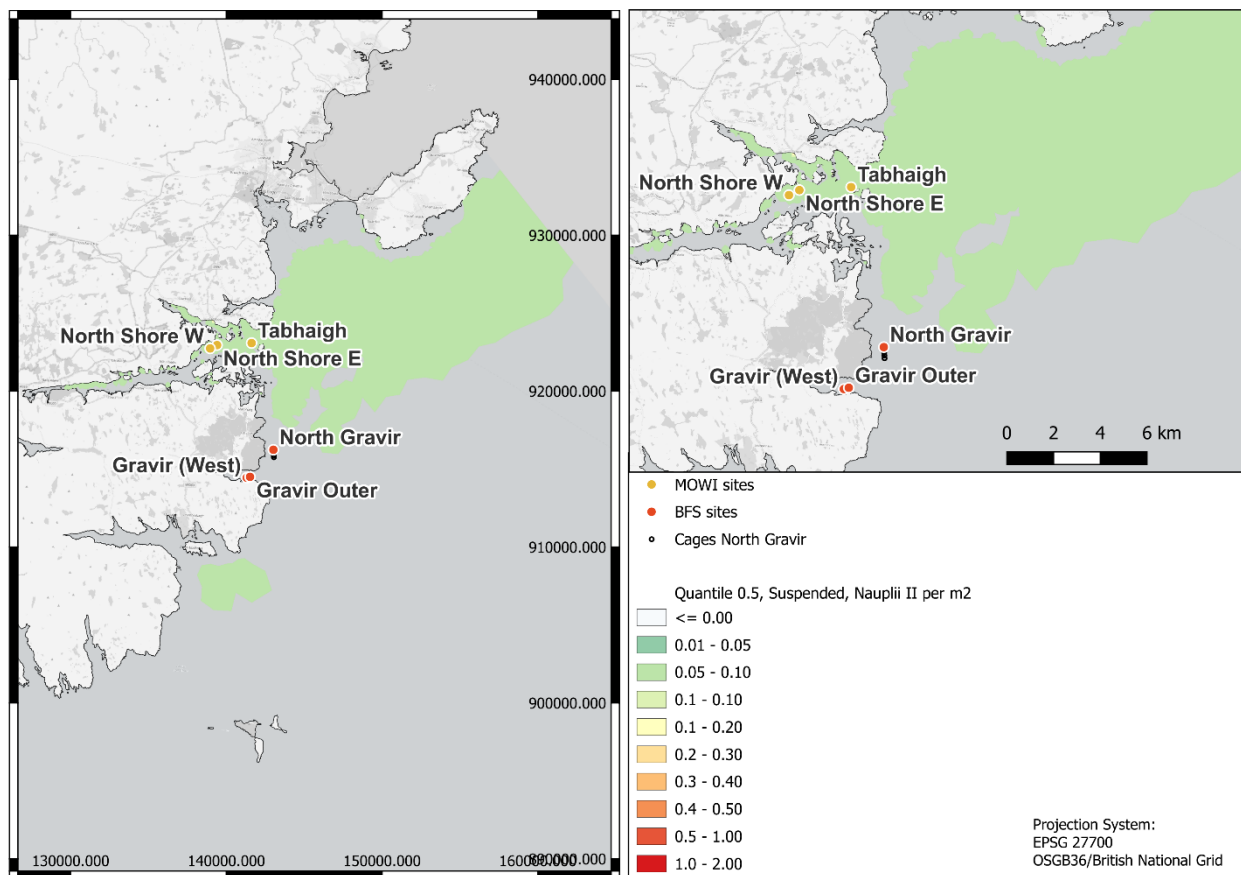 940000.000
930000.000
North Shore W
Tabhaigh
North Shore E
920000.000
North Gravir
Gravir (West)
Gravir Outer
910000.000
900000.000
130000.000
140000.000
150000.000
160000.000
890000.000
North Shore W
Tabhaigh
North Shore E
North Gravir
Gravir (West)
Gravir Outer
0 2 4 6 km
MOWI sites
BFS sites
Cages North Gravir
Quantile 0.5, Suspended, Nauplii II per m2
<= 0.00
0.01 - 0.05
0.05 - 0.10
0.1 - 0.10
0.1 - 0.20
0.2 - 0.30
0.3 - 0.40
0.4 - 0.50
0.5 - 1.00
1.0 - 2.00
Projection System:
EPSG 27700
OSGB36/British National Grid